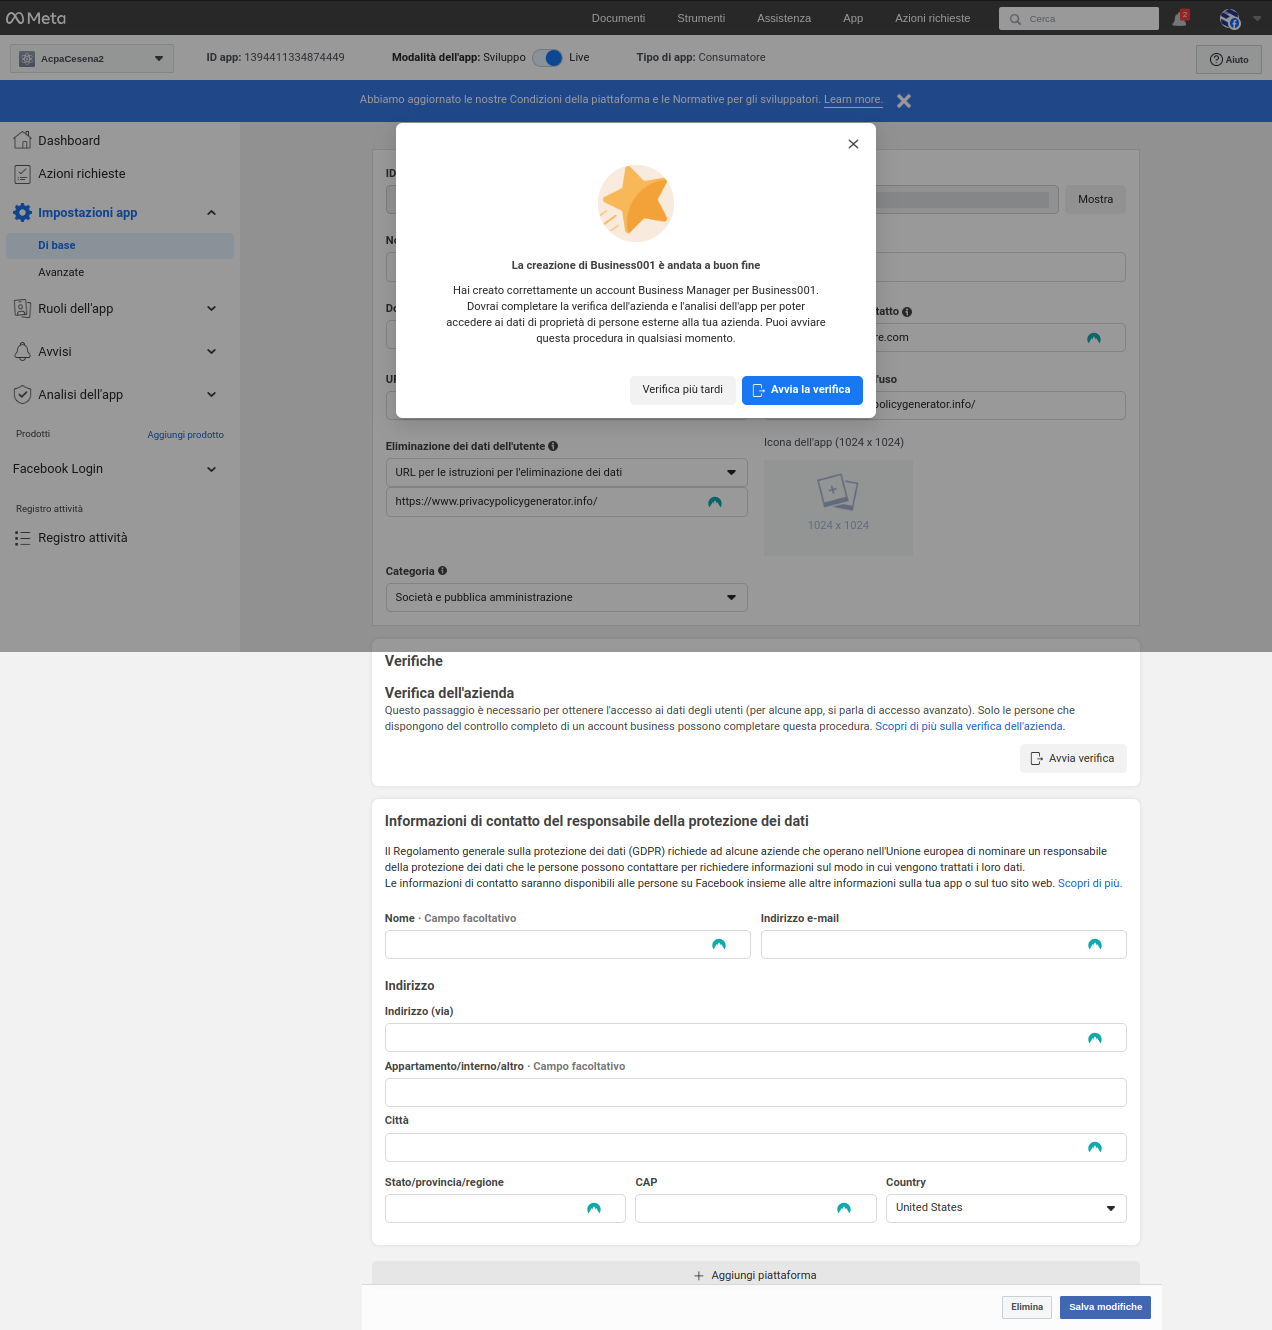 Meta
Documenti
Strumenti
Assistenza
App
Azioni richieste
Cerca
2
AcpaCesena2
ID app: 1394411334874449
Modalità dell'app: Sviluppo
Live
Tipo di app: Consumatore
Aiuto
Abbiamo aggiornato le nostre Condizioni della piattaforma e le Normative per gli sviluppatori. Learn more.
Dashboard
Azioni richieste
Impostazioni app
Di base
Avanzate
Ruoli dell'app
Avvisi
Analisi dell'app
Prodotti
Aggiungi prodotto
Facebook Login
Registro attività
Registro attività
ID
Mostra
La creazione di Business001 è andata a buon fine
Hai creato correttamente un account Business Manager per Business001.
Dovrai completare la verifica dell'azienda e l'analisi dell'app per poter
accedere ai dati di proprietà di persone esterne alla tua azienda. Puoi avviare
questa procedura in qualsiasi momento.
Verifica più tardi
Avvia la verifica
tatto
re.com
l'uso
policygenerator.info/
Eliminazione dei dati dell'utente
URL per le istruzioni per l'eliminazione dei dati
https://www.privacypolicygenerator.info/
Icona dell'app (1024 x 1024)
1024 x 1024
Categoria
Società e pubblica amministrazione
Verifiche
Verifica dell'azienda
Questo passaggio è necessario per ottenere l'accesso ai dati degli utenti (per alcune app, si parla di accesso avanzato). Solo le persone che
dispongono del controllo completo di un account business possono completare questa procedura. Scopri di più sulla verifica dell'azienda.
Avvia verifica
Informazioni di contatto del responsabile della protezione dei dati
Il Regolamento generale sulla protezione dei dati (GDPR) richiede ad alcune aziende che operano nell'Unione europea di nominare un responsabile
della protezione dei dati che le persone possono contattare per richiedere informazioni sul modo in cui vengono trattati i loro dati.
Le informazioni di contatto saranno disponibili alle persone su Facebook insieme alle altre informazioni sulla tua app o sul tuo sito web. Scopri di più.
Nome · Campo facoltativo
Indirizzo e-mail
Indirizzo
Indirizzo (via)
Appartamento/interno/altro · Campo facoltativo
Città
Stato/provincia/regione
CAP
Country
United States
Aggiungi piattaforma
Elimina
Salva modifiche